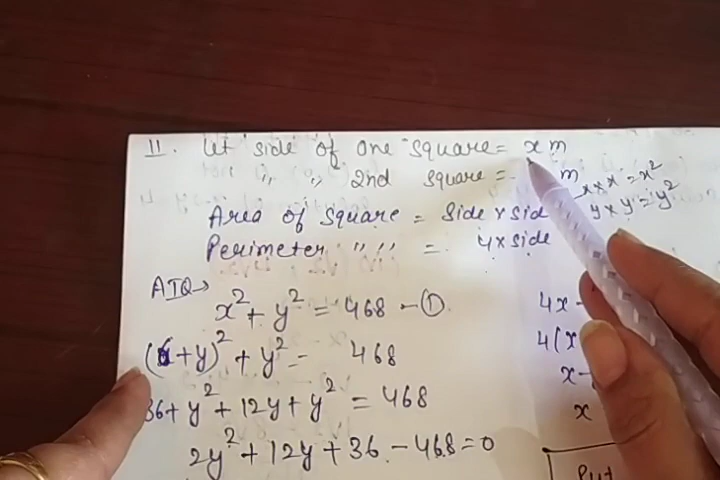 11. Let side of one square = x m
" " 2nd square = m
x × x = x²
y × y = y²
Area of square = Side × Sid
Perimeter " " = 4 × side
ATQ→
x² + y² = 468 - ①
(6+y)² + y² = 468
36 + y² + 12y + y² = 468
2y² + 12y + 36 - 468 = 0
4x -
4(x
x -
x
Put